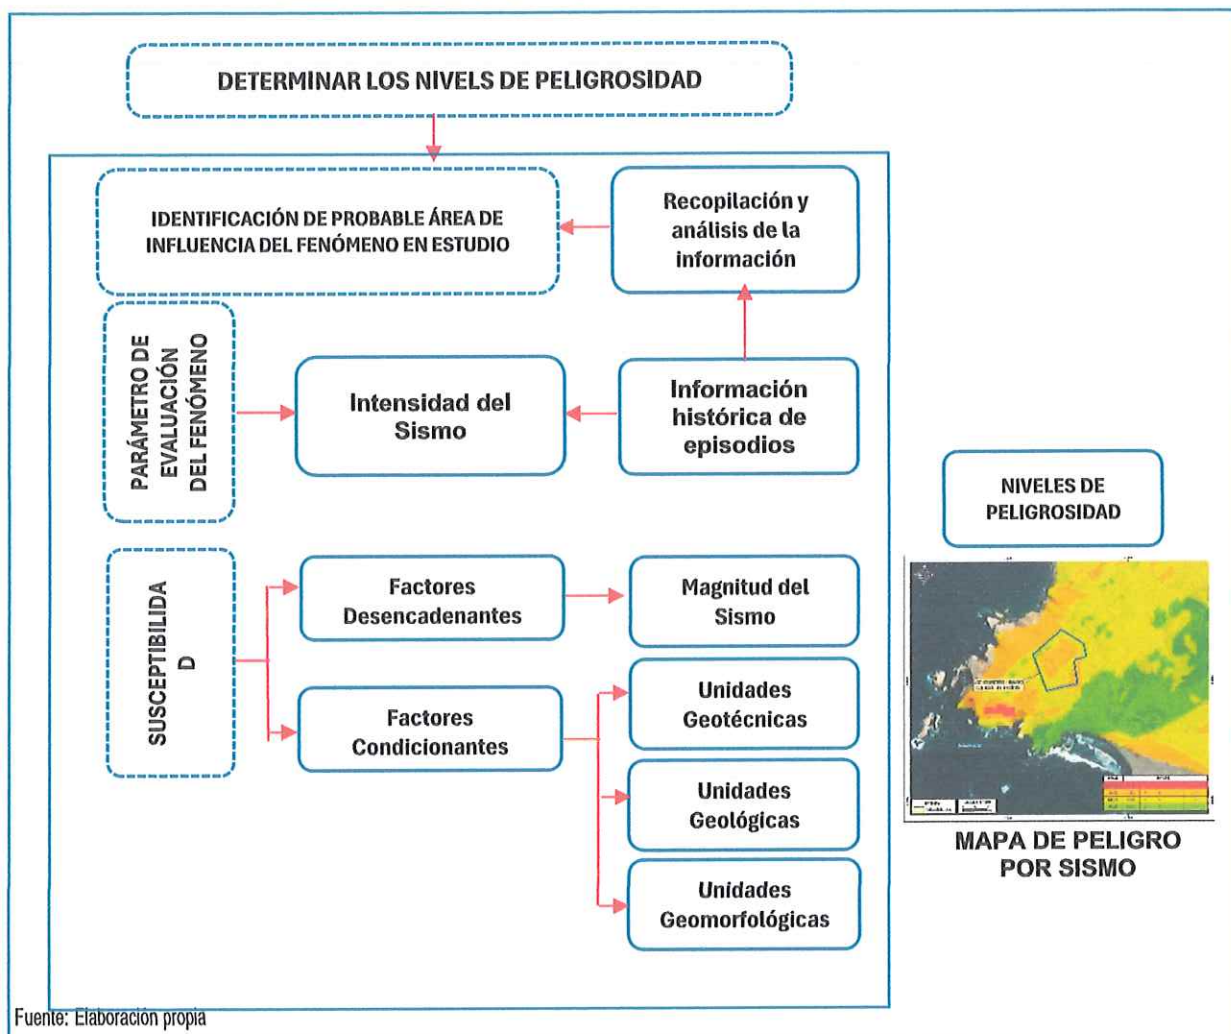 DETERMINAR LOS NIVELS DE PELIGROSIDAD
IDENTIFICACIÓN DE PROBABLE ÁREA DE
INFLUENCIA DEL FENÓMENO EN ESTUDIO
Recopilación y
análisis de la
información
PARÁMETRO DE
EVALUACIÓN
DEL FENÓMENO
Intensidad del
Sismo
Información
histórica de
episodios
SUSCEPTIBILIDA
D
Factores
Desencadenantes
Magnitud del
Sismo
Factores
Condicionantes
Unidades
Geotécnicas
Unidades
Geológicas
Unidades
Geomorfológicas
NIVELES DE
PELIGROSIDAD
MAPA DE PELIGRO
POR SISMO
Fuente: Elaboración propia